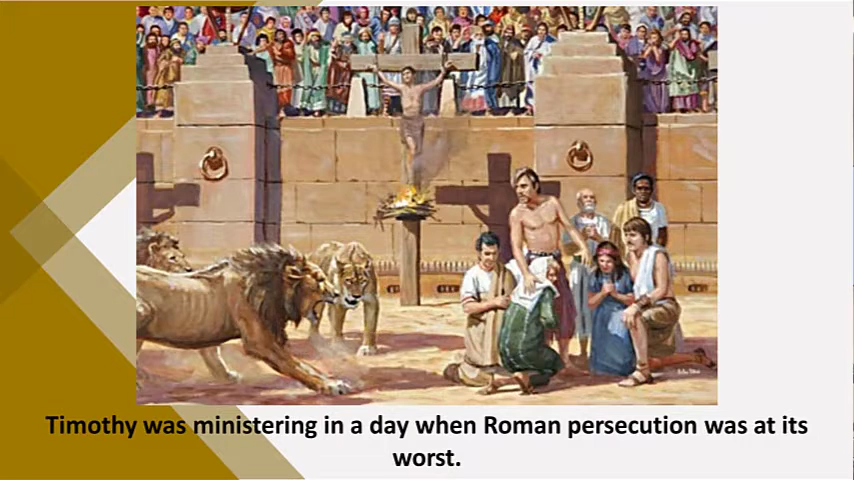 Timothy was ministering in a day when Roman persecution was at its
worst.